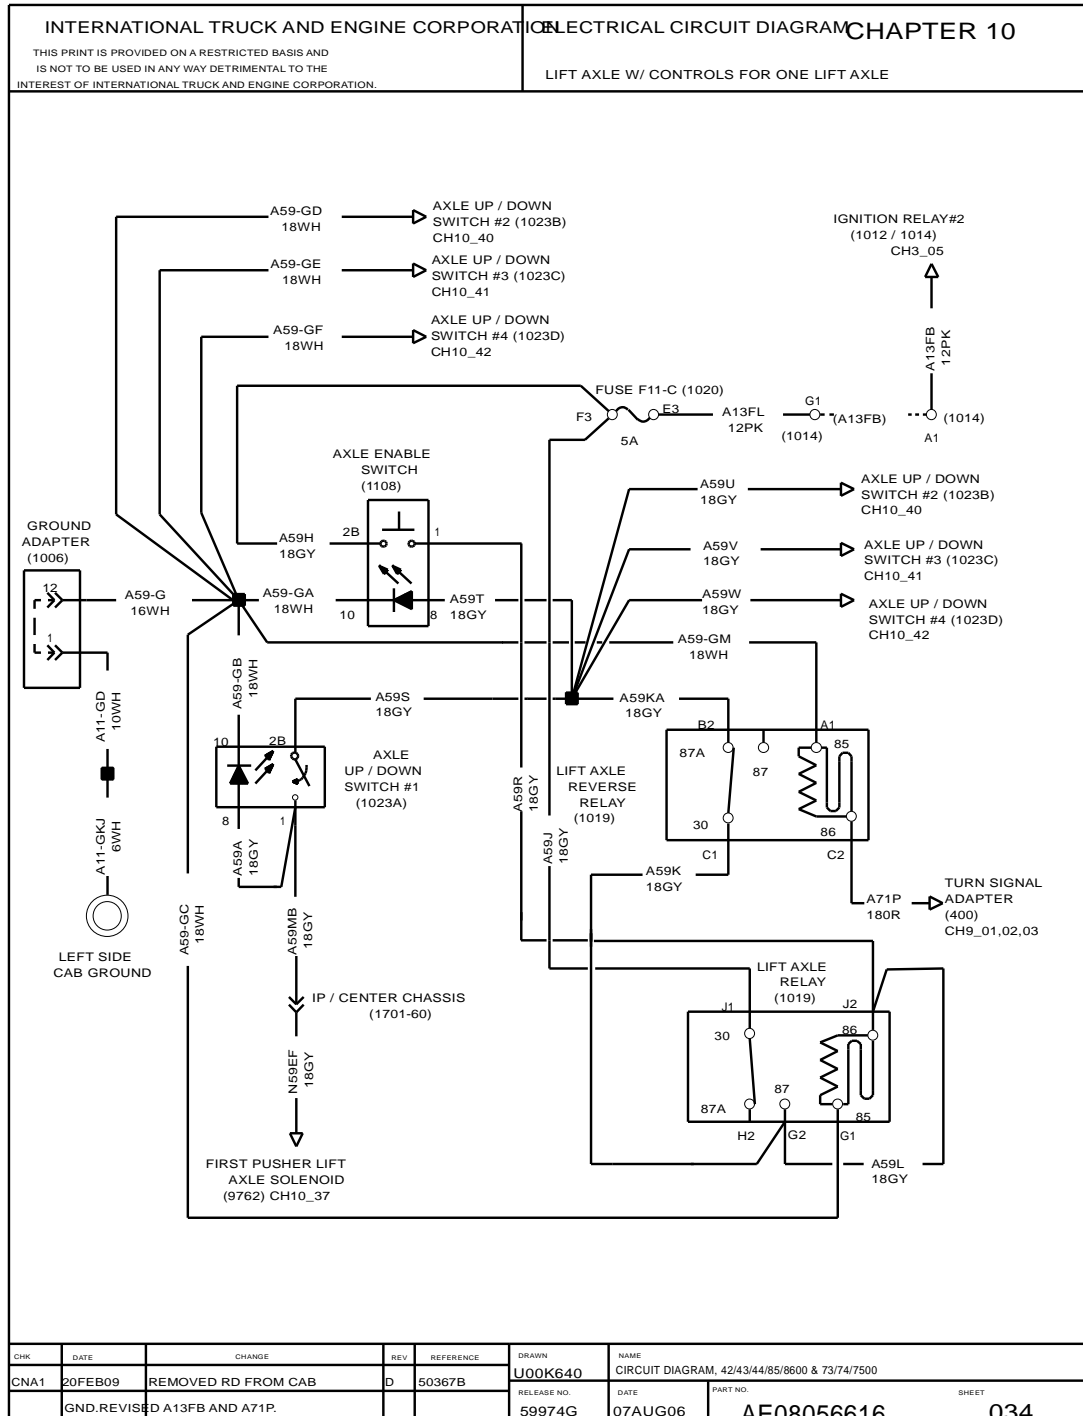 INTERNATIONAL TRUCK AND ENGINE CORPORATION
ELECTRICAL CIRCUIT DIAGRAM
CHAPTER 10
THIS PRINT IS PROVIDED ON A RESTRICTED BASIS AND
IS NOT TO BE USED IN ANY WAY DETRIMENTAL TO THE
INTEREST OF INTERNATIONAL TRUCK AND ENGINE CORPORATION.
LIFT AXLE W/ CONTROLS FOR ONE LIFT AXLE
A59-GD
18WH
AXLE UP / DOWN
SWITCH #2 (1023B)
CH10_40
A59-GE
18WH
AXLE UP / DOWN
SWITCH #3 (1023C)
CH10_41
A59-GF
18WH
AXLE UP / DOWN
SWITCH #4 (1023D)
CH10_42
IGNITION RELAY#2
(1012 / 1014)
CH3_05
A13FB
12PK
FUSE F11-C (1020)
F3
E3
5A
A13FL
12PK
G1
(1014)
(A13FB)
(1014)
A1
AXLE ENABLE
SWITCH
(1108)
A59H
18GY
2B
1
A59U
18GY
AXLE UP / DOWN
SWITCH #2 (1023B)
CH10_40
A59V
18GY
AXLE UP / DOWN
SWITCH #3 (1023C)
CH10_41
A59W
18GY
AXLE UP / DOWN
SWITCH #4 (1023D)
CH10_42
GROUND
ADAPTER
(1006)
12
1
A59-G
16WH
A59-GA
18WH
10
8
A59T
18GY
A59-GM
18WH
A11-GD
10WH
A59-GB
18WH
A59S
18GY
A59KA
18GY
B2
A1
87A
87
85
30
86
C1
C2
LIFT AXLE
REVERSE
RELAY
(1019)
10
2B
AXLE
UP / DOWN
SWITCH #1
(1023A)
8
1
A59A
18GY
A59R
18GY
A59J
18GY
A11-GKJ
6WH
LEFT SIDE
CAB GROUND
A59-GC
18WH
A59MB
18GY
A59K
18GY
A71P
180R
TURN SIGNAL
ADAPTER
(400)
CH9_01,02,03
IP / CENTER CHASSIS
(1701-60)
N59EF
18GY
LIFT AXLE
RELAY
(1019)
J1
J2
30
86
87A
87
85
H2
G2
G1
A59L
18GY
FIRST PUSHER LIFT
AXLE SOLENOID
(9762) CH10_37
CHK
DATE
CHANGE
REV
REFERENCE
DRAWN
NAME
CNA1
20FEB09
REMOVED RD FROM CAB
D
50367B
U00K640
CIRCUIT DIAGRAM, 42/43/44/85/8600 & 73/74/7500
GND.REVISED A13FB AND A71P.
RELEASE NO.
DATE
PART NO.
SHEET
59974G
07AUG06
AE08056616
034